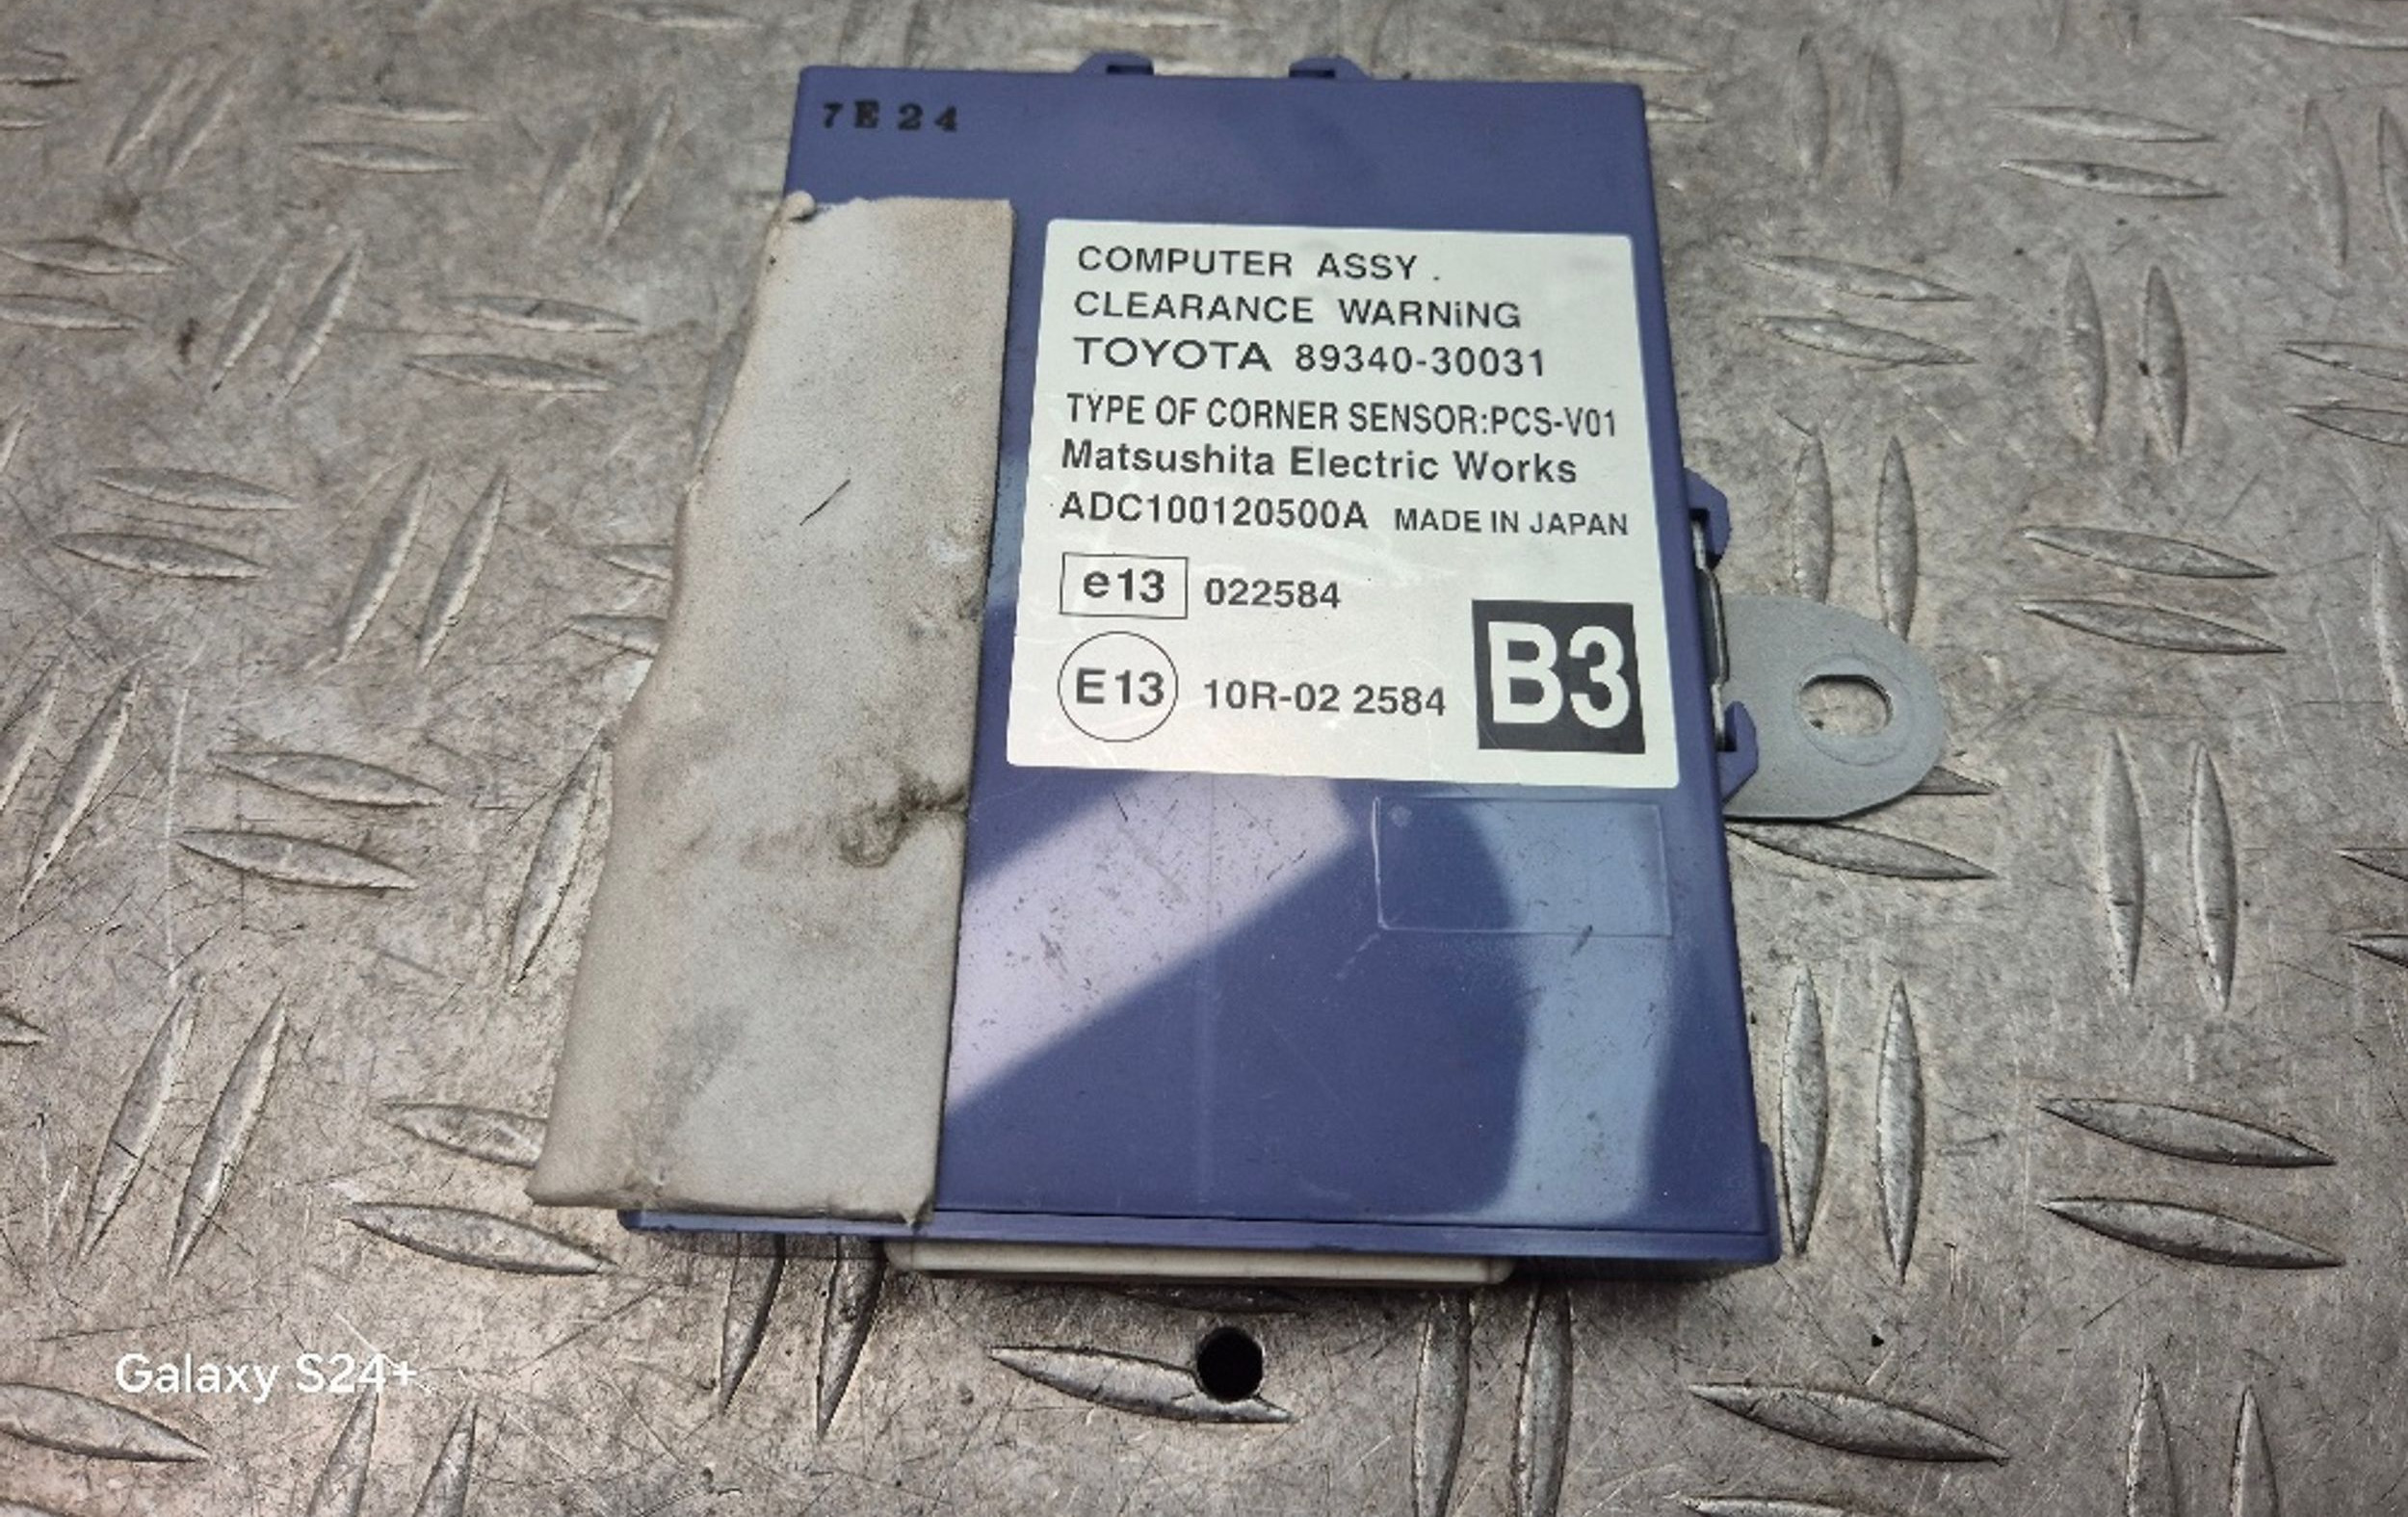 7E24
COMPUTER ASSY.
CLEARANCE WARNiNG
TOYOTA 89340-30031
TYPE OF CORNER SENSOR:PCS-V01
Matsushita Electric Works
ADC100120500A MADE IN JAPAN
e13 022584
E13 10R-02 2584
B3
Galaxy S24+